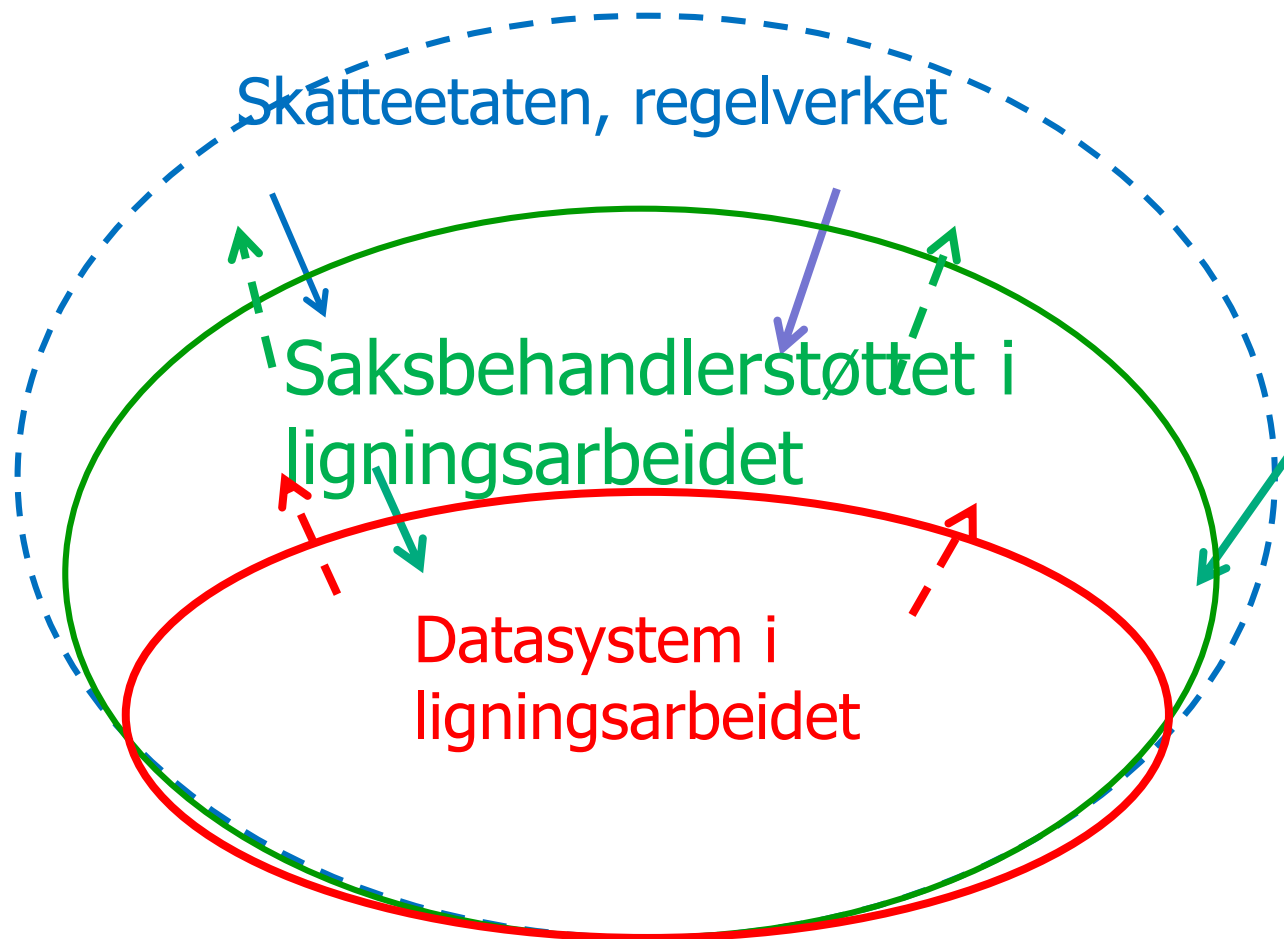 Skatteetaten, regelverket
Saksbehandlerstøttet i
ligningsarbeidet
Datasystem i
ligningsarbeidet